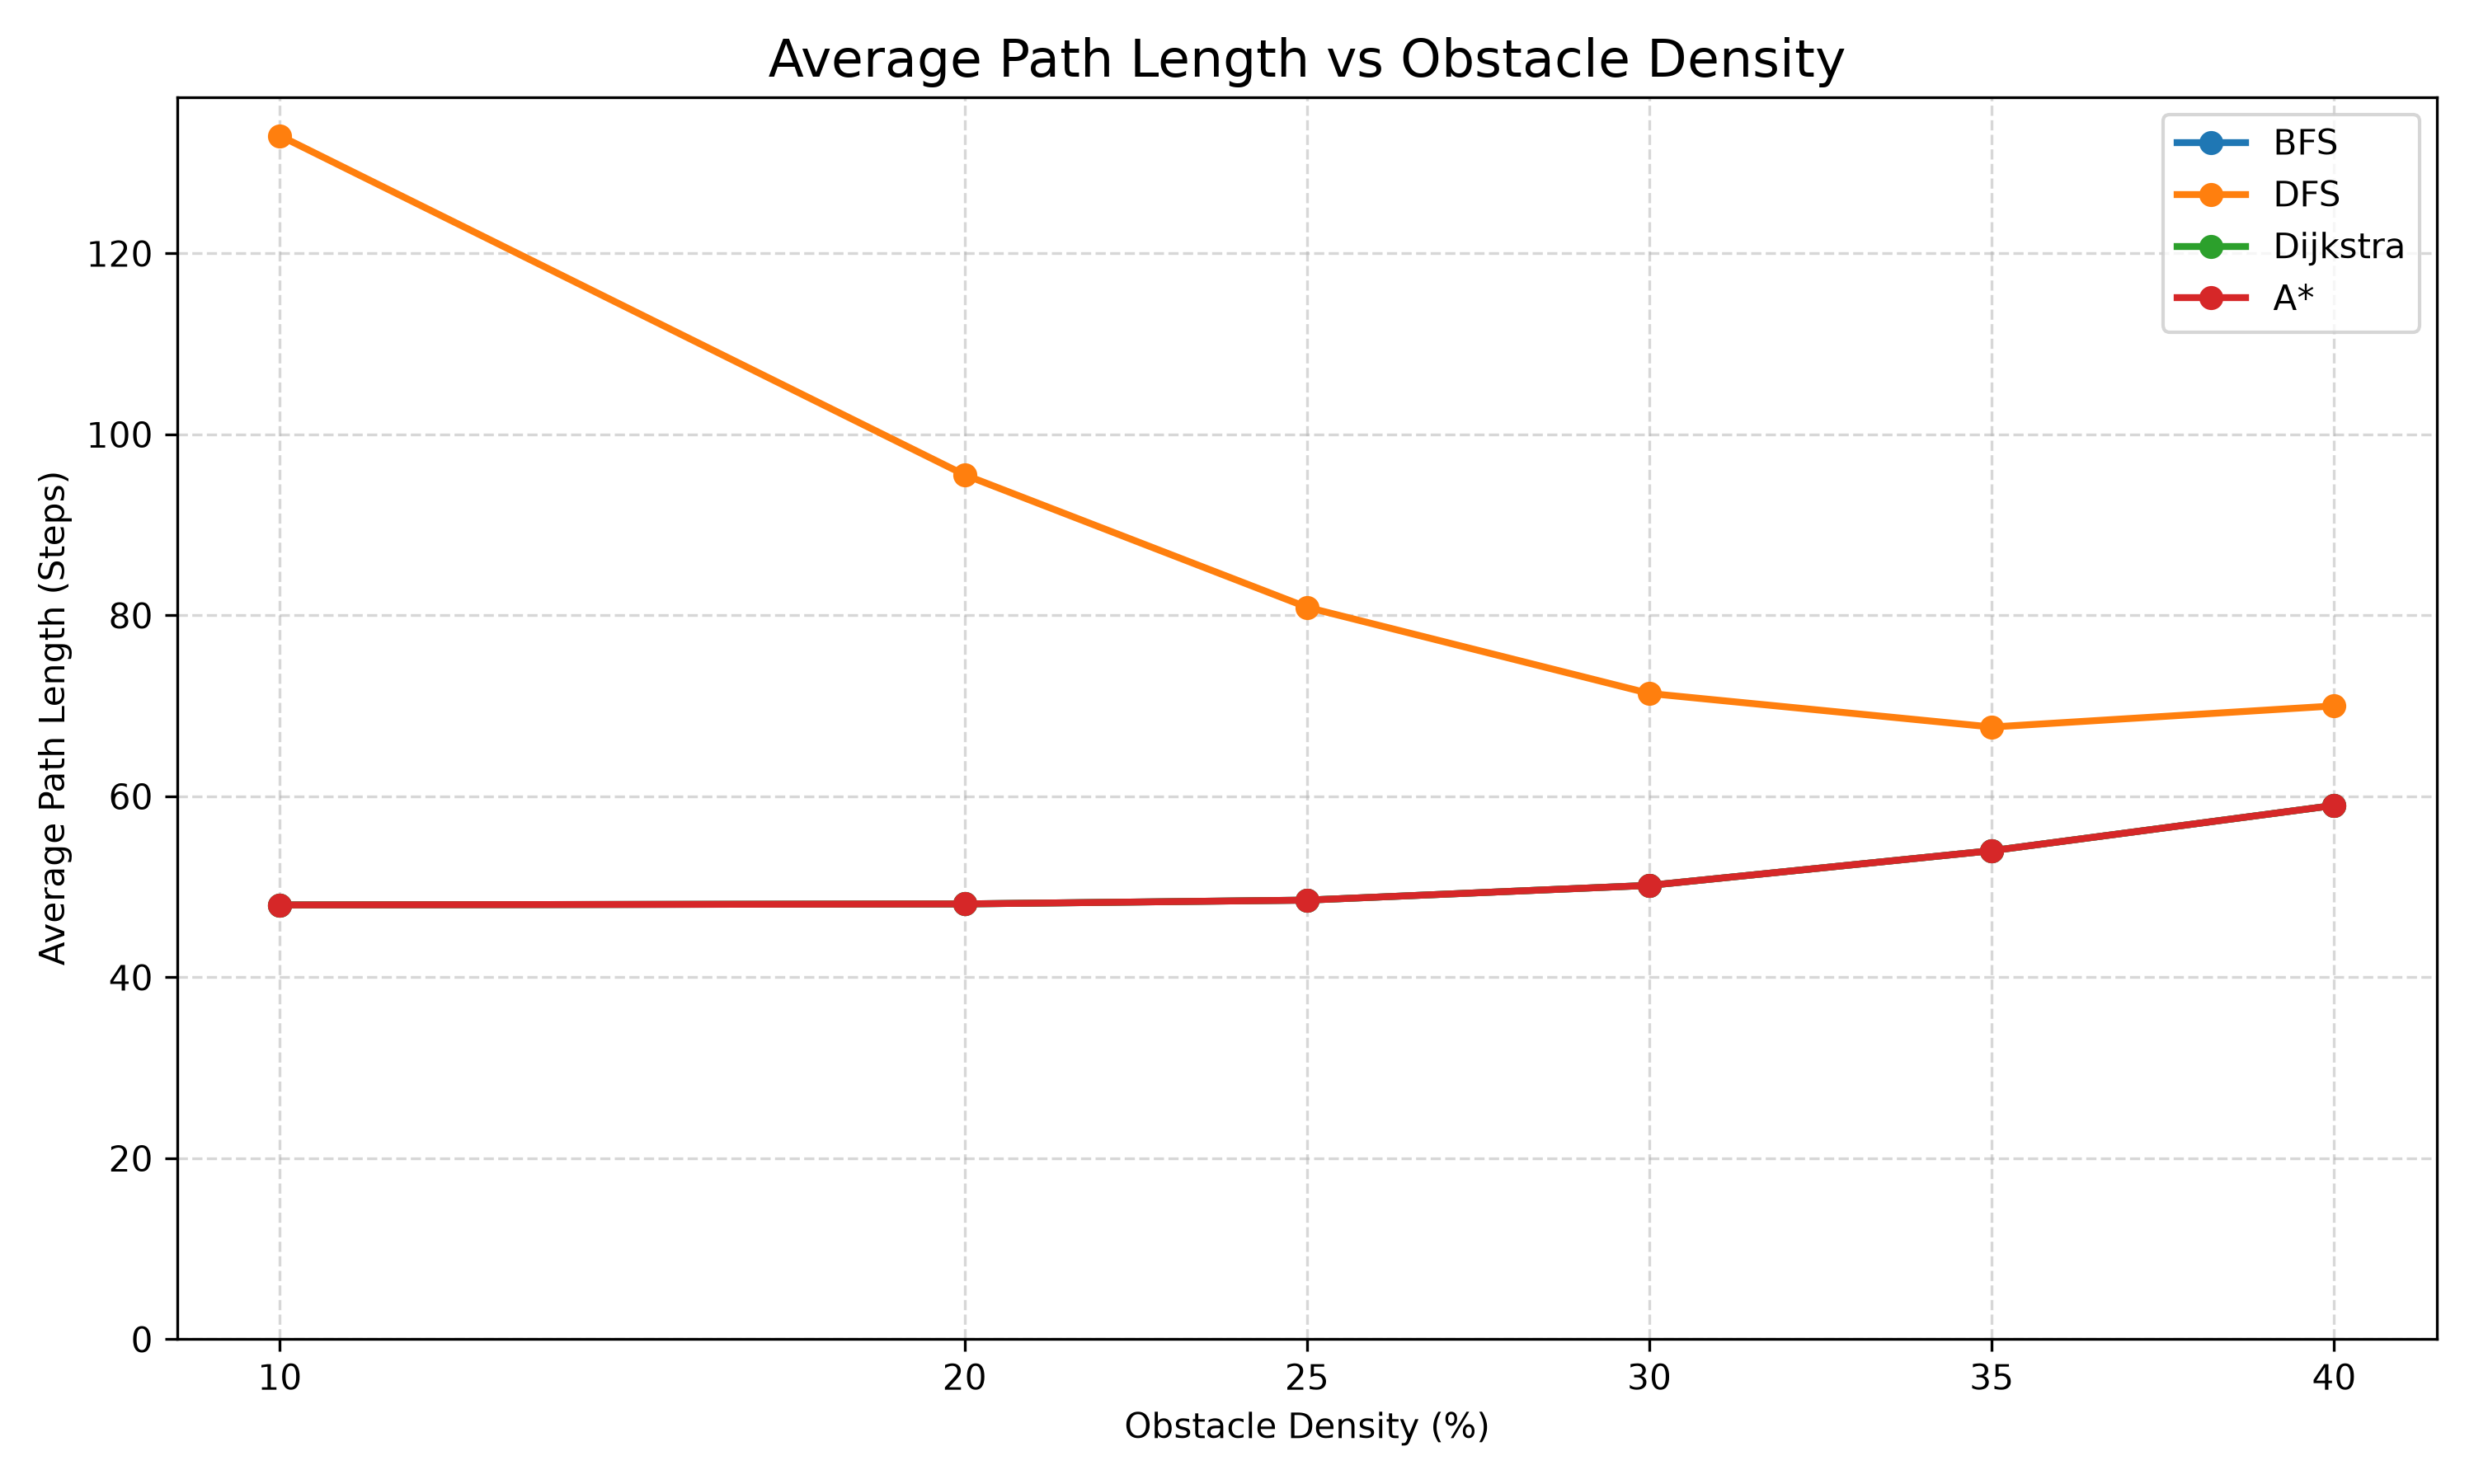 Average Path Length vs Obstacle Density
BFS
DFS
Dijkstra
A*
Average Path Length (Steps)
120
100
80
60
40
20
0
10 20 25 30 35 40
Obstacle Density (%)